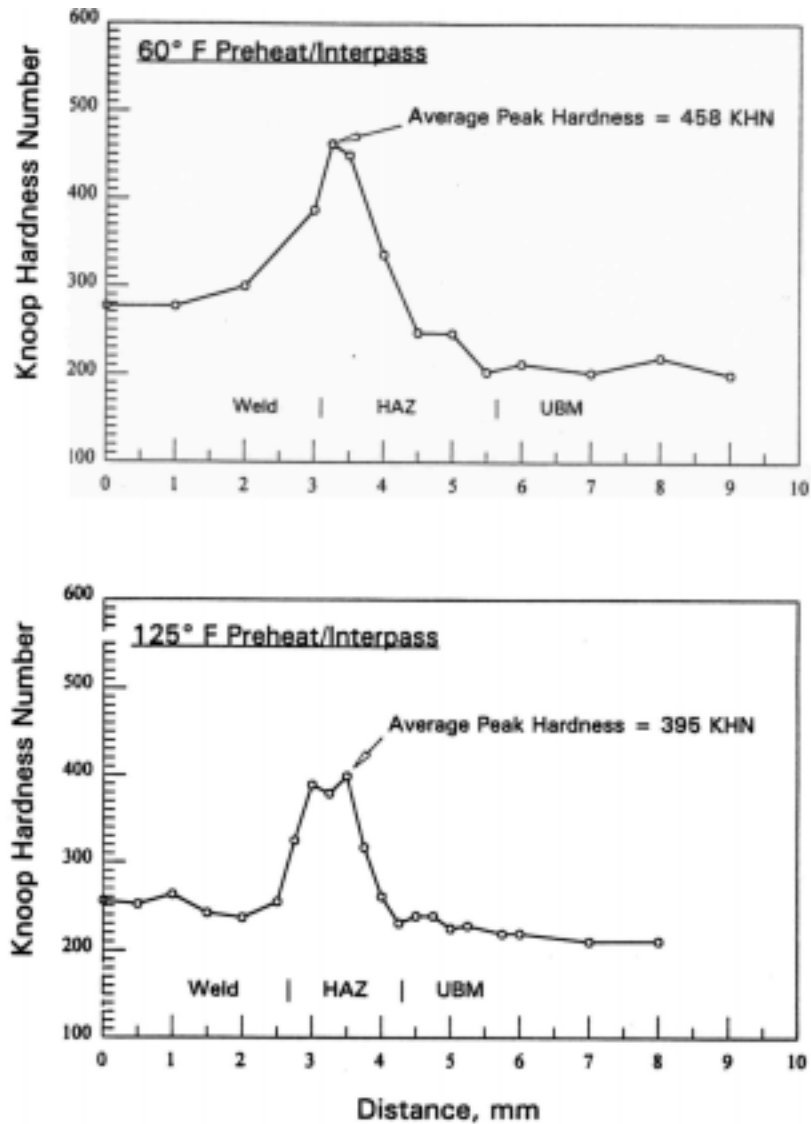 600
60° F Preheat/Interpass
500
Average Peak Hardness = 458 KHN
400
300
200
100
Knoop Hardness Number
Weld | HAZ | UBM
0 1 2 3 4 5 6 7 8 9 10
600
125° F Preheat/Interpass
500
Average Peak Hardness = 395 KHN
400
300
200
100
Knoop Hardness Number
Weld | HAZ | UBM
0 1 2 3 4 5 6 7 8 9 10
Distance, mm